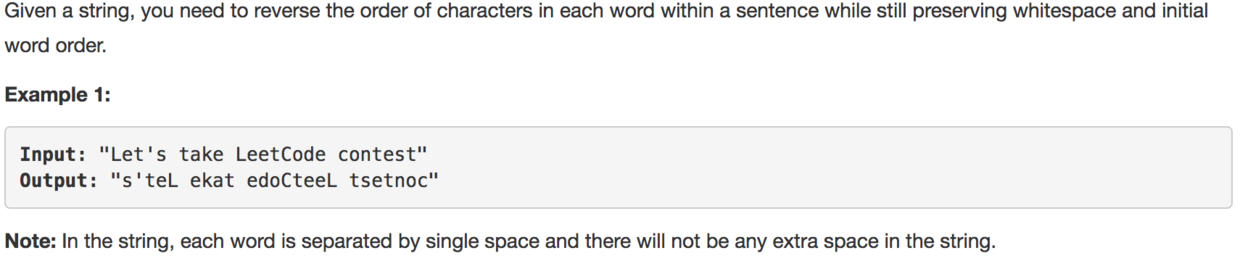 Given a string, you need to reverse the order of characters in each word within a sentence while still preserving whitespace and initial
word order.
Example 1:
Input: "Let's take LeetCode contest"
Output: "s'teL ekat edoCteeL tsetnoc"
Note: In the string, each word is separated by single space and there will not be any extra space in the string.